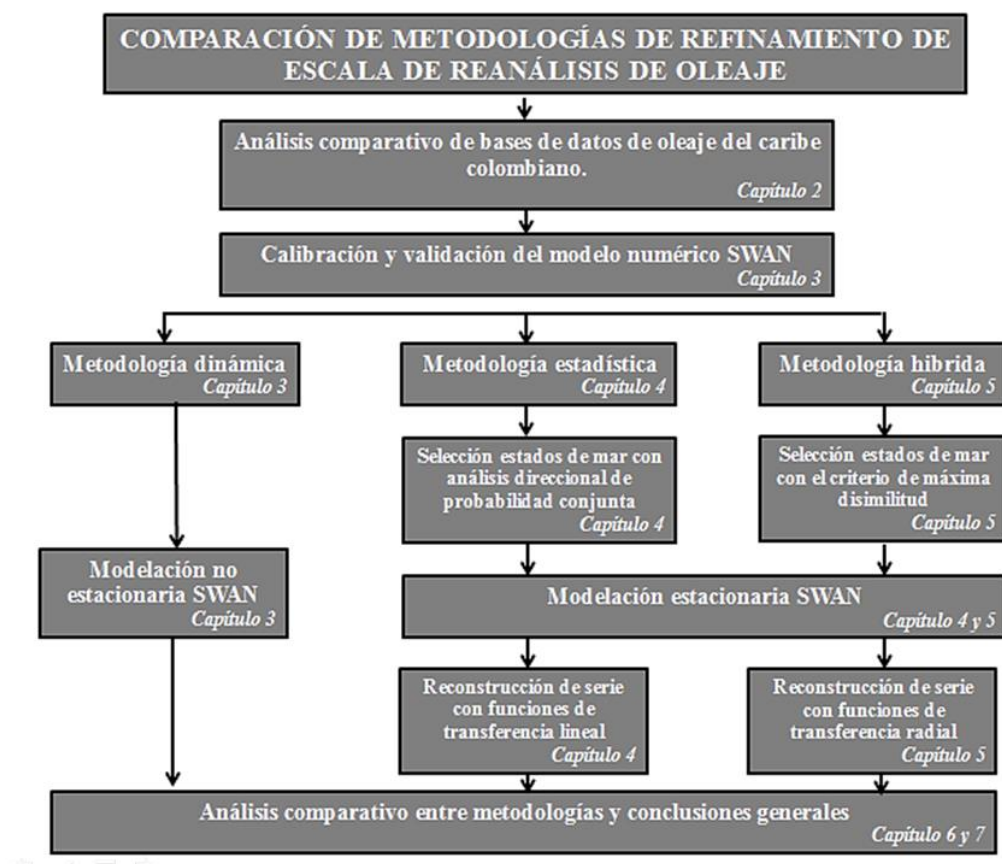 COMPARACIÓN DE METODOLOGÍAS DE REFINAMIENTO DE
ESCALA DE REANÁLISIS DE OLEAJE
Análisis comparativo de bases de datos de oleaje del caribe
colombiano.
Capítulo 2
Calibración y validación del modelo numérico SWAN
Capítulo 3
Metodología dinámica
Capítulo 3
Metodología estadística
Capítulo 4
Metodología hibrida
Capítulo 5
Selección estados de mar con
análisis direccional de
probabilidad conjunta
Capítulo 4
Selección estados de mar
con el criterio de máxima
disimilitud
Capítulo 5
Modelación no
estacionaria SWAN
Capítulo 3
Modelación estacionaria SWAN
Capítulo 4 y 5
Reconstrucción de serie
con funciones de
transferencia lineal
Capítulo 4
Reconstrucción de serie
con funciones de
transferencia radial
Capítulo 5
Análisis comparativo entre metodologías y conclusiones generales
Capítulo 6 y 7